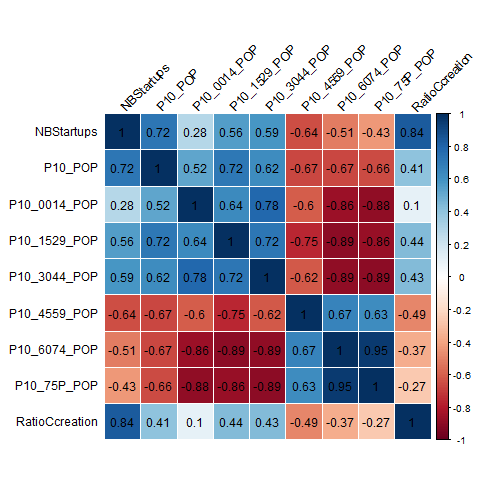 NBStartups P10_POP P10_0014_POP P10_1529_POP P10_3044_POP P10_4559_POP P10_6074_POP P10_75P_POP RatioCcreation
NBStartups 1 0.72 0.28 0.56 0.59 -0.64 -0.51 -0.43 0.84
P10_POP 0.72 1 0.52 0.72 0.62 -0.67 -0.67 -0.66 0.41
P10_0014_POP 0.28 0.52 1 0.64 0.78 -0.6 -0.86 -0.88 0.1
P10_1529_POP 0.56 0.72 0.64 1 0.72 -0.75 -0.89 -0.86 0.44
P10_3044_POP 0.59 0.62 0.78 0.72 1 -0.62 -0.89 -0.89 0.43
P10_4559_POP -0.64 -0.67 -0.6 -0.75 -0.62 1 0.67 0.63 -0.49
P10_6074_POP -0.51 -0.67 -0.86 -0.89 -0.89 0.67 1 0.95 -0.37
P10_75P_POP -0.43 -0.66 -0.88 -0.86 -0.89 0.63 0.95 1 -0.27
RatioCcreation 0.84 0.41 0.1 0.44 0.43 -0.49 -0.37 -0.27 1
1
0.8
0.6
0.4
0.2
0
-0.2
-0.4
-0.6
-0.8
-1